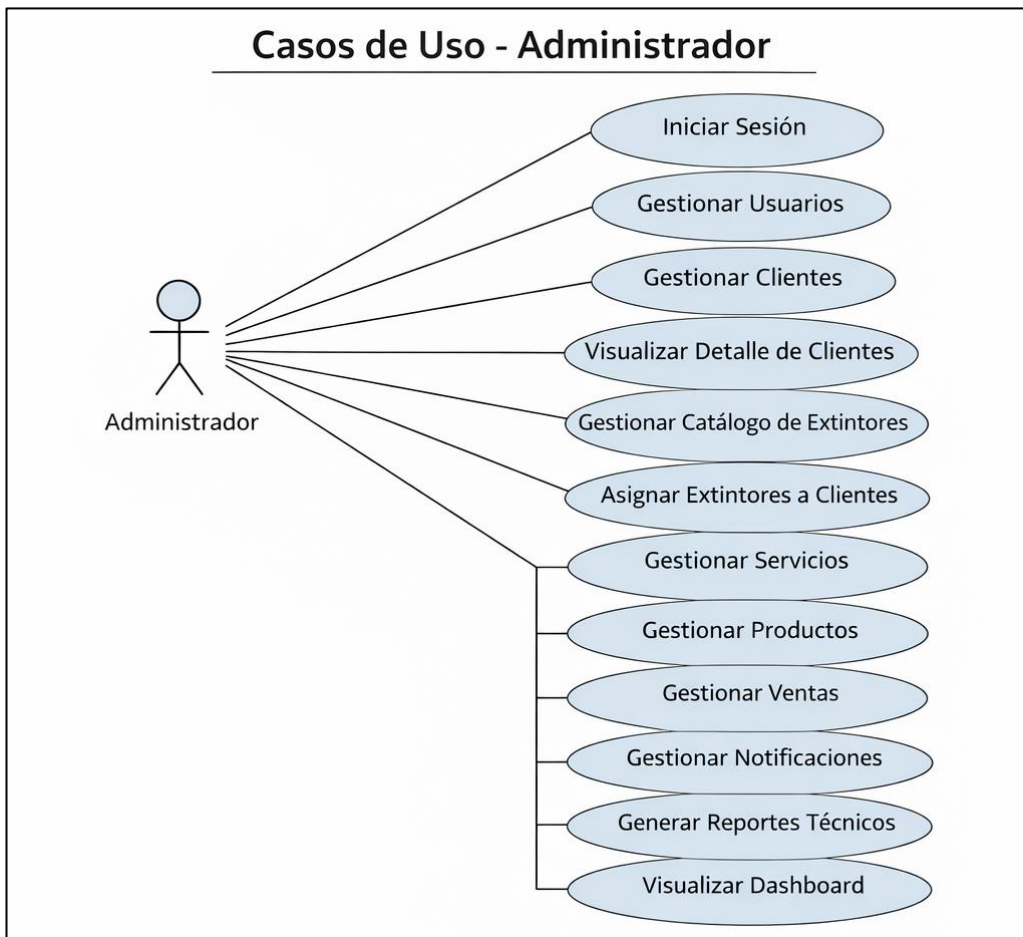 Casos de Uso - Administrador
Iniciar Sesión
Gestionar Usuarios
Gestionar Clientes
Visualizar Detalle de Clientes
Administrador
Gestionar Catálogo de Extintores
Asignar Extintores a Clientes
Gestionar Servicios
Gestionar Productos
Gestionar Ventas
Gestionar Notificaciones
Generar Reportes Técnicos
Visualizar Dashboard